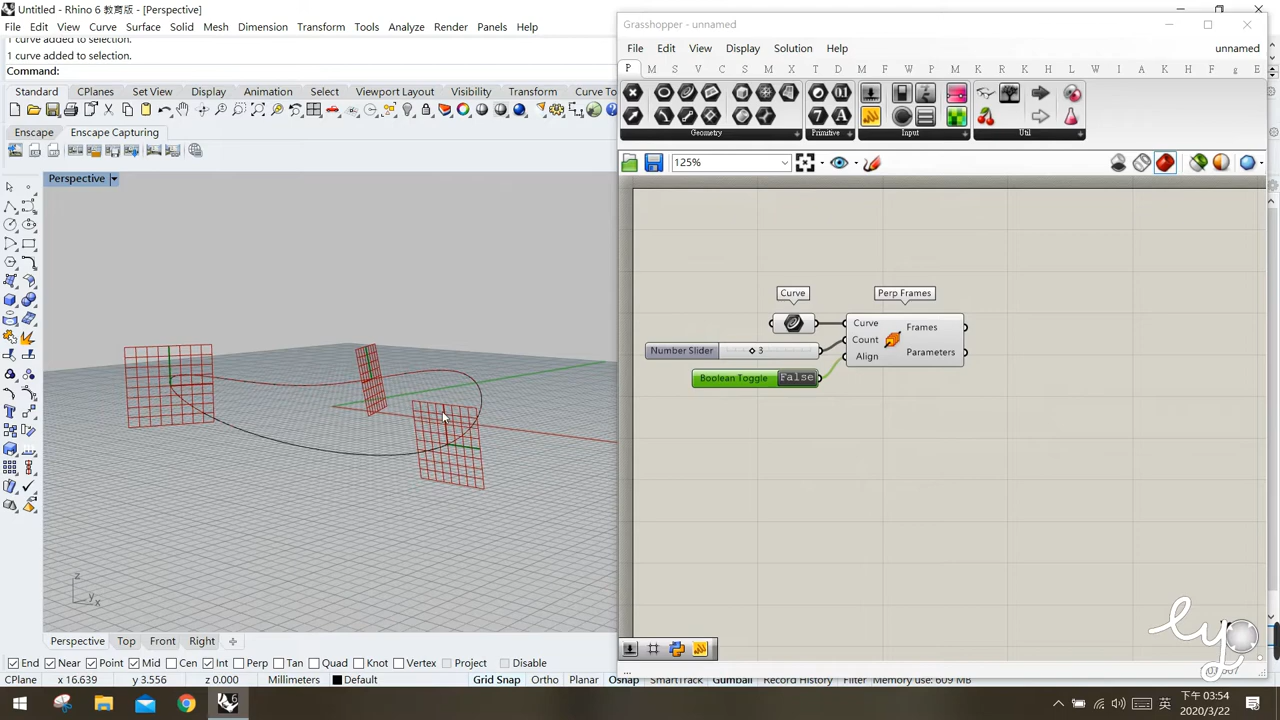 Untitled - Rhino 6 教育版 - [Perspective]
File Edit View Curve Surface Solid Mesh Dimension Transform Tools Analyze Render Panels Help
1 curve added to selection.
1 curve added to selection.
Command:
Standard CPlanes Set View Display Animation Select Viewport Layout Visibility Transform Curve To
Enscape Enscape Capturing
Perspective
z
y
x
Perspective Top Front Right
End Near Point Mid Cen Int Perp Tan Quad Knot Vertex Project Disable
CPlane x 16.639 y 3.556 z 0.000 Millimeters Default Grid Snap Ortho Planar Osnap SmartTrack Gumball Record History Filter Memory use: 609 MB
Grasshopper - unnamed
File Edit View Display Solution Help unnamed
P M S V C S M X T D K F W P M K H L W I A M K K H F g E
Geometry Primitive Input Util
125%
Curve Perp Frames
Curve
Count
Align
Frames
Parameters
Number Slider 3
Boolean Toggle False
...
ly.
英
下午 03:54
2020/3/22